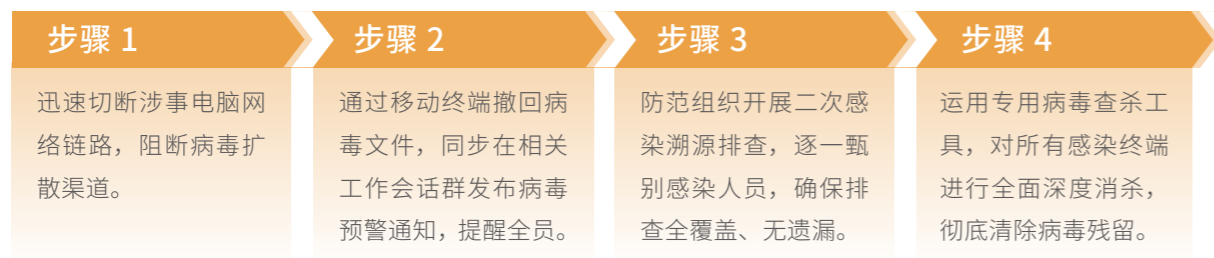 步骤 1
迅速切断涉事电脑网
络链路，阻断病毒扩
散渠道。
步骤 2
通过移动终端撤回病
毒文件，同步在相关
工作会话群发布病毒
预警通知，提醒全员。
步骤 3
防范组织开展二次感
染溯源排查，逐一甄
别感染人员，确保排
查全覆盖、无遗漏。
步骤 4
运用专用病毒查杀工
具，对所有感染终端
进行全面深度消杀，
彻底清除病毒残留。